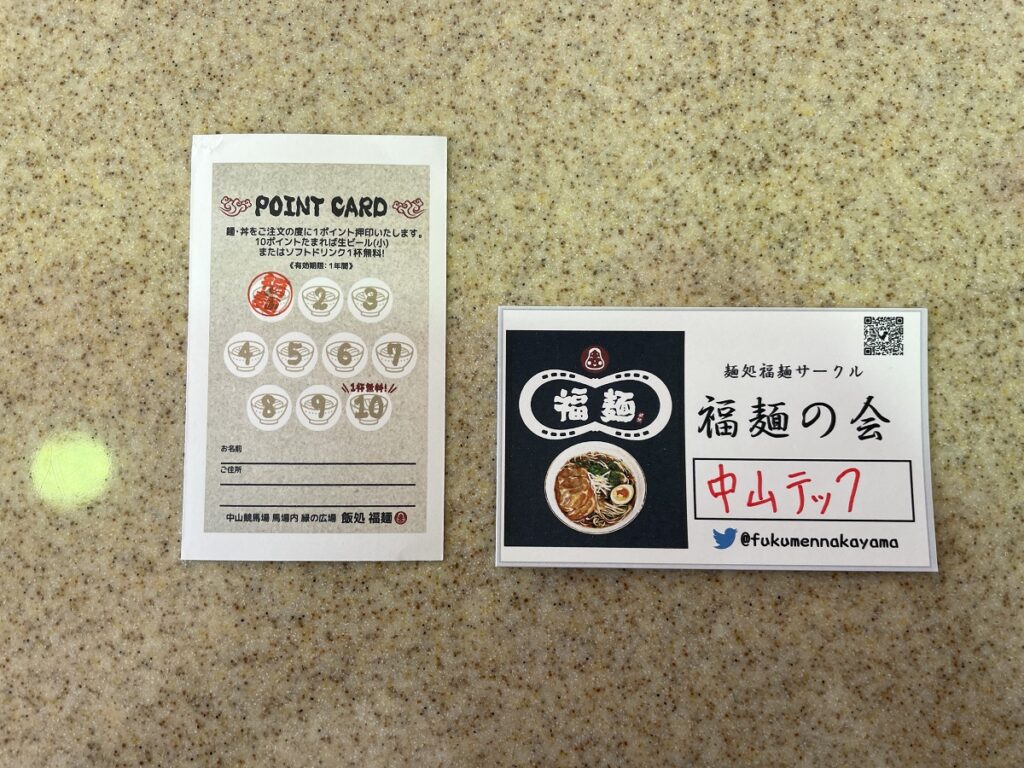 POINT CARD
麺・丼をご注文の度に1ポイント押印いたします。
10ポイントたまれば生ビール(小)
またはソフトドリンク1杯無料!
《有効期限:1年間》
2 3
4 5 6 7
1杯無料!
8 9 10
お名前
ご住所
中山競馬場 馬場内 緑の広場 飯処 福麺
福麺
麺処福麺サークル
福麺の会
中山テック
@fukumennakayama